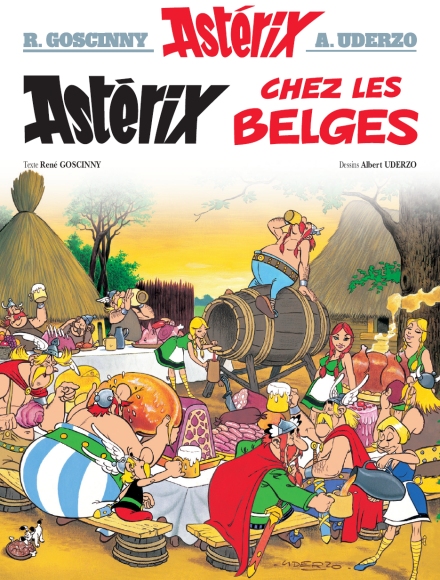 R. GOSCINNY Astérix A. UDERZO
Astérix CHEZ LES BELGES
Texte René GOSCINNY Dessins Albert UDERZO
UDERZO